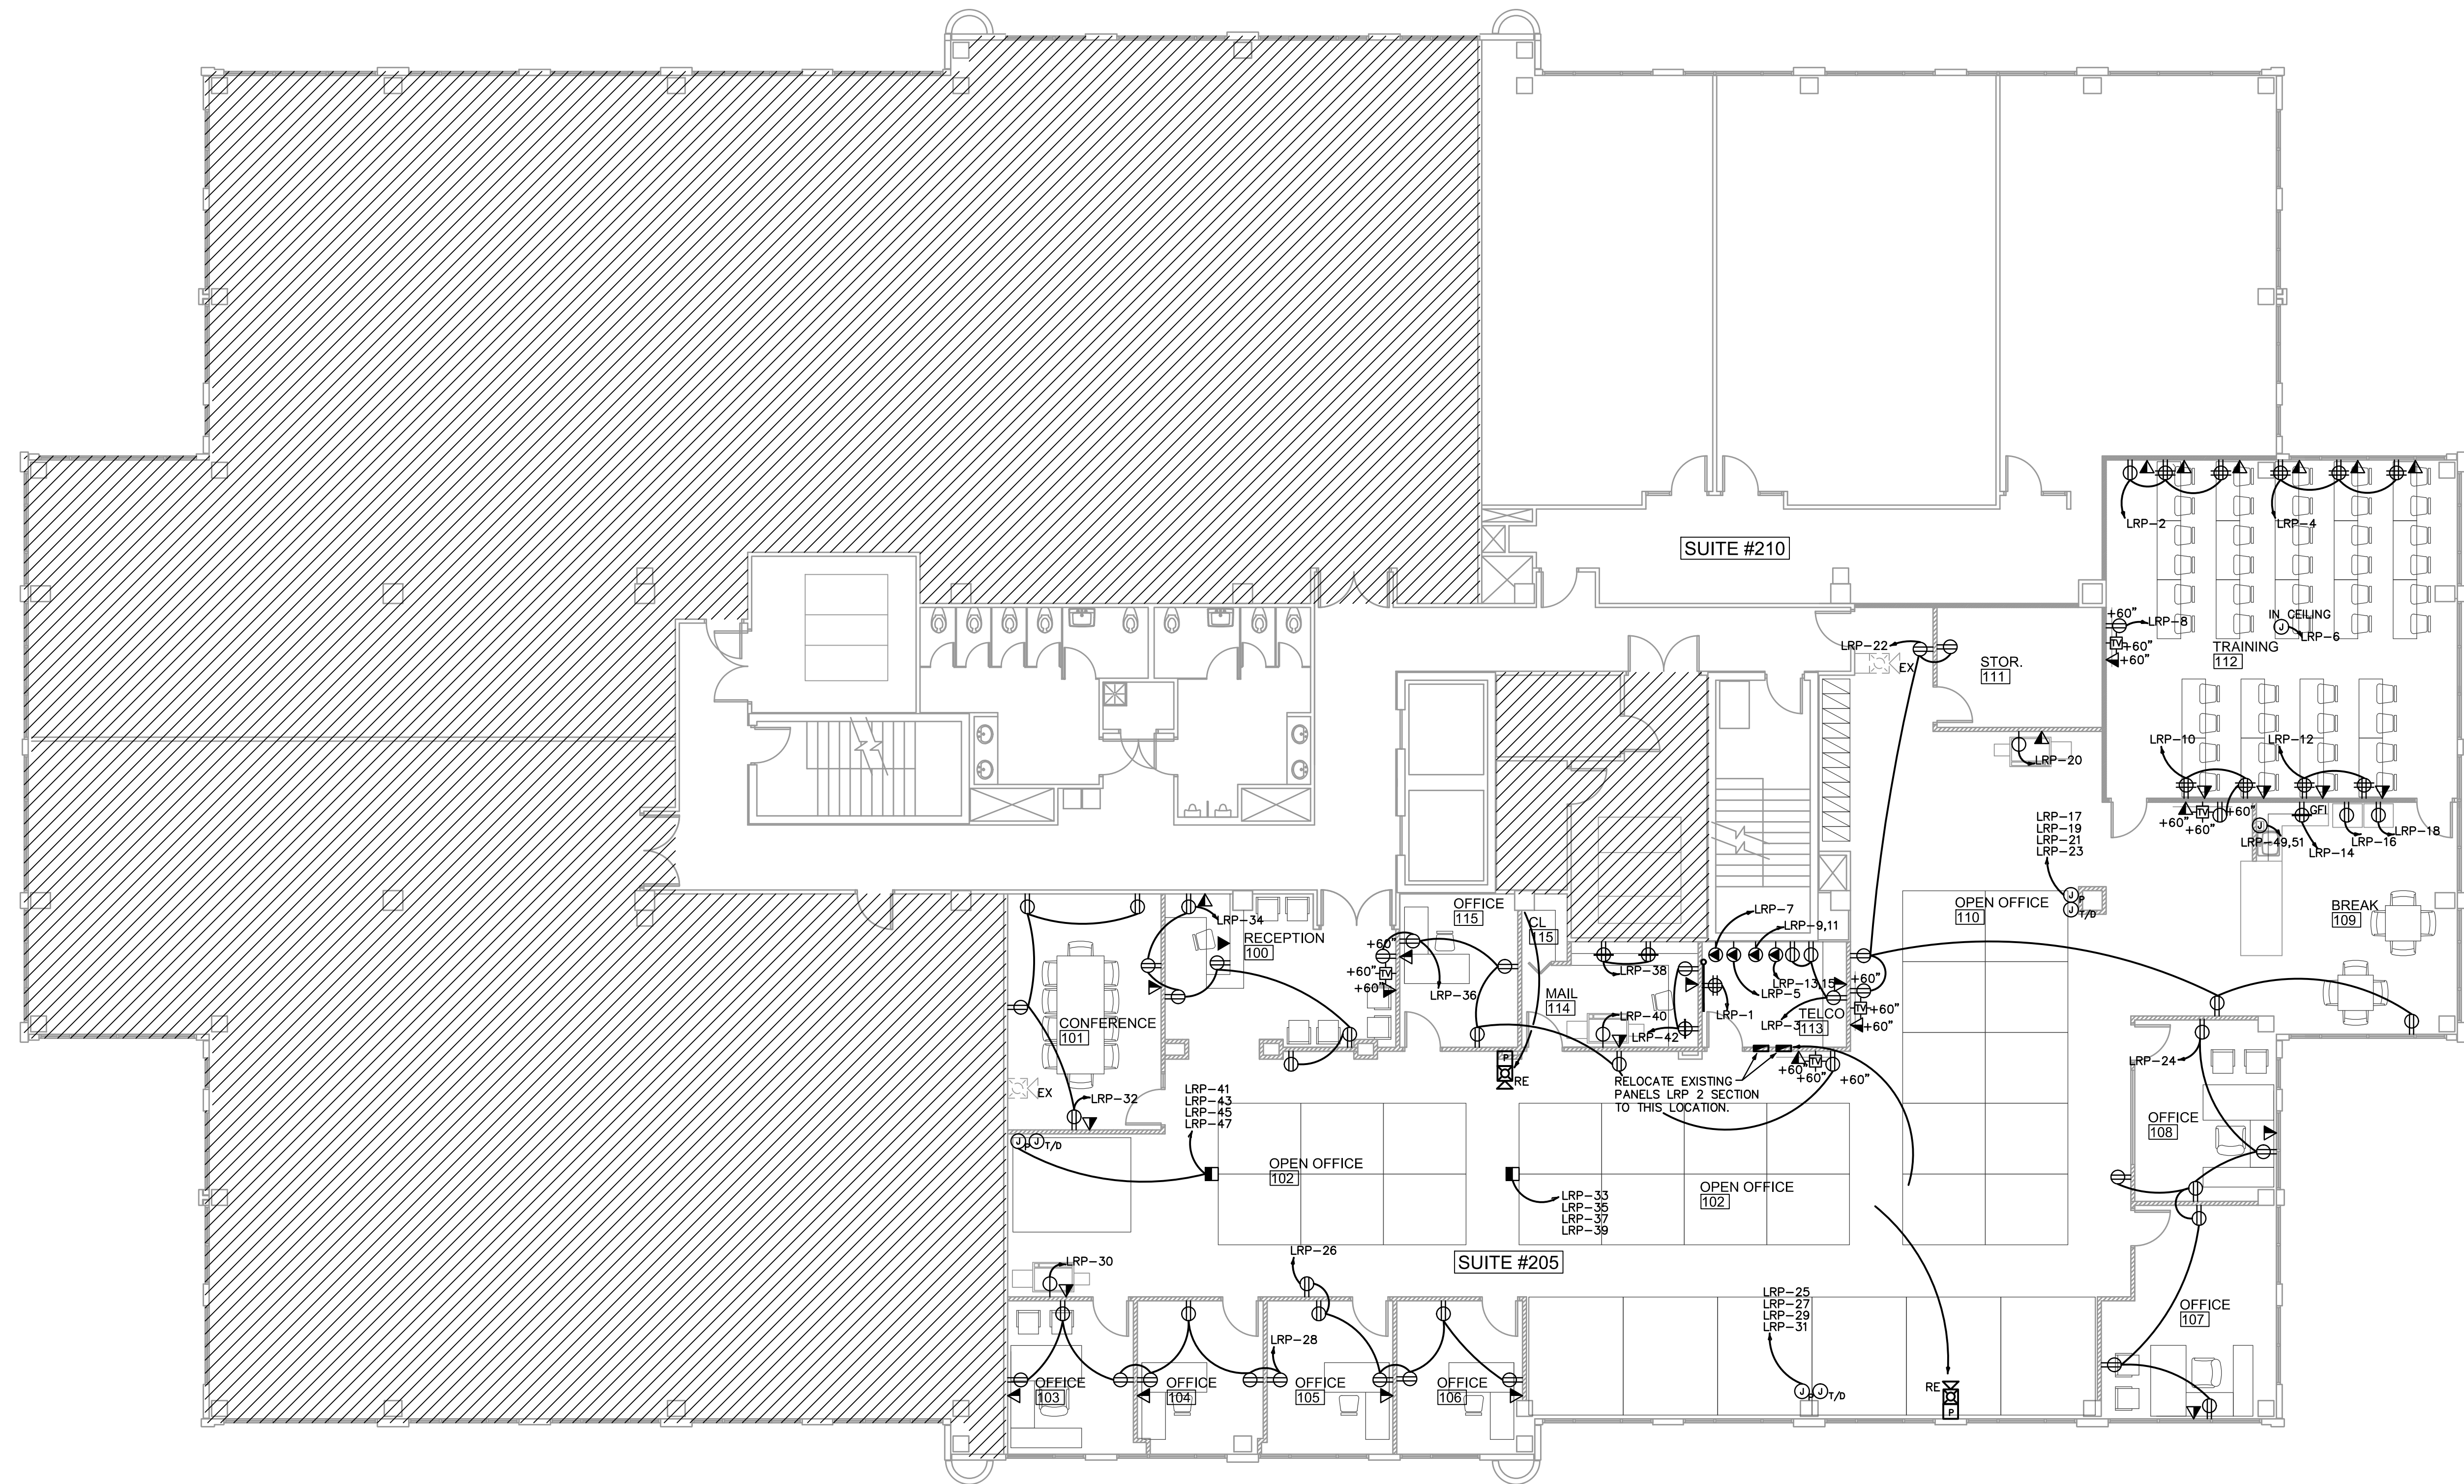 SUITE #210
LRP-2
LRP-4
+60"
LRP-8
TV
+60"
+60"
IN CEILING
J
LRP-6
TRAINING
112
LRP-22
EX
STOR.
111
LRP-20
LRP-10
LRP-12
+60"
TV
+60"
+60"
GFI
J
LRP-49,51
LRP-14
LRP-16
LRP-18
LRP-17
LRP-19
LRP-21
LRP-23
J
P
J
T/D
OPEN OFFICE
110
BREAK
109
LRP-34
RECEPTION
100
+60"
+60"
TV
+60"
OFFICE
115
LRP-36
CL
115
LRP-38
MAIL
114
LRP-40
LRP-42
LRP-7
LRP-9,11
LRP-13,15
LRP-5
LRP-1
LRP-3
TELCO
113
+60"
TV
+60"
+60"
CONFERENCE
101
EX
LRP-32
P
RE
RELOCATE EXISTING
PANELS LRP 2 SECTION
TO THIS LOCATION.
+60"
TV
+60"
+60"
LRP-24
OFFICE
108
LRP-41
LRP-43
LRP-45
LRP-47
J
P
J
T/D
OPEN OFFICE
102
LRP-33
LRP-35
LRP-37
LRP-39
OPEN OFFICE
102
SUITE #205
LRP-30
LRP-26
LRP-28
OFFICE
103
OFFICE
104
OFFICE
105
OFFICE
106
LRP-25
LRP-27
LRP-29
LRP-31
J
P
J
T/D
RE
P
OFFICE
107